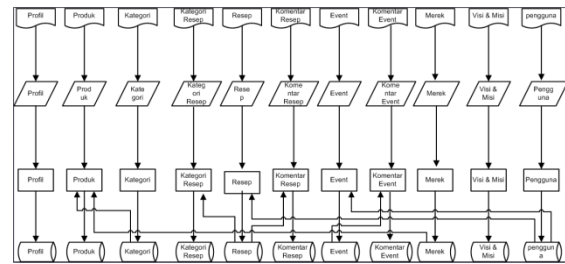 Profil
Produk
Kategori
Kategori
Resep
Resep
Komentar
Resep
Event
Komentar
Event
Merek
Visi & Misi
pengguna
Profil
Prod
uk
Kate
gori
Kateg
ori
Resep
Rese
p
Kome
ntar
Resep
Event
Kome
ntar
Event
Merek
Visi &
Misi
Pengg
una
Profil
Produk
Kategori
Kategori
Resep
Resep
Komentar
Resep
Event
Komentar
Event
Merek
Visi & Misi
Pengguna
Profil
Produk
Kategori
Kategori
Resep
Resep
Komentar
Resep
Event
Komentar
Event
Merek
Visi &
Misi
penggun
a